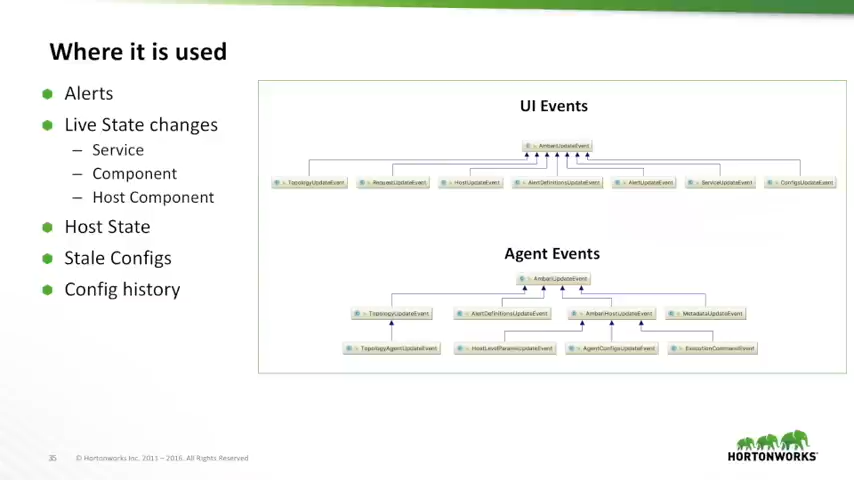 Where it is used
Alerts
Live State changes
– Service
– Component
– Host Component
Host State
Stale Configs
Config history
UI Events
AmbariUpdateEvent
TopologyUpdateEvent RequestUpdateEvent HostUpdateEvent AlertDefinitionsUpdateEvent AlertUpdateEvent ServiceUpdateEvent ConfigsUpdateEvent
Agent Events
AmbariUpdateEvent
TopologyUpdateEvent AlertDefinitionsUpdateEvent AmbariHostUpdateEvent MetadataUpdateEvent
TopologyAgentUpdateEvent HostLevelParamsUpdateEvent AgentConfigsUpdateEvent ExecutionCommandEvent
35 © Hortonworks Inc. 2011 – 2016. All Rights Reserved
HORTONWORKS